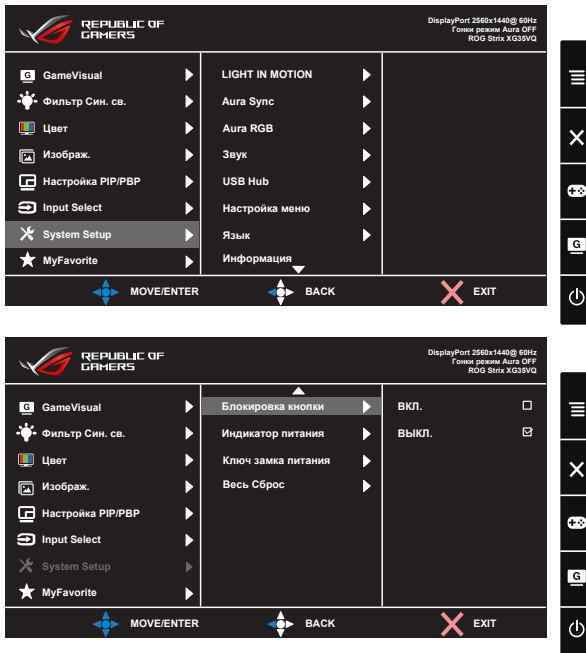 REPUBLIC OF
GAMERS
DisplayPort 2560x1440@ 60Hz
Гонки режим Aura OFF
ROG Strix XG35VQ
G GameVisual
LIGHT IN MOTION
Фильтр Син. св.
Aura Sync
Цвет
Aura RGB
Изображ.
Звук
Настройка PIP/PBP
USB Hub
Input Select
Настройка меню
System Setup
Язык
MyFavorite
Информация
MOVE/ENTER
BACK
EXIT
G
REPUBLIC OF
GAMERS
DisplayPort 2560x1440@ 60Hz
Гонки режим Aura OFF
ROG Strix XG35VQ
G GameVisual
Блокировка кнопки
ВКЛ.
Фильтр Син. св.
Индикатор питания
ВЫКЛ.
Цвет
Ключ замка питания
Изображ.
Весь Сброс
Настройка PIP/PBP
Input Select
System Setup
MyFavorite
MOVE/ENTER
BACK
EXIT
G